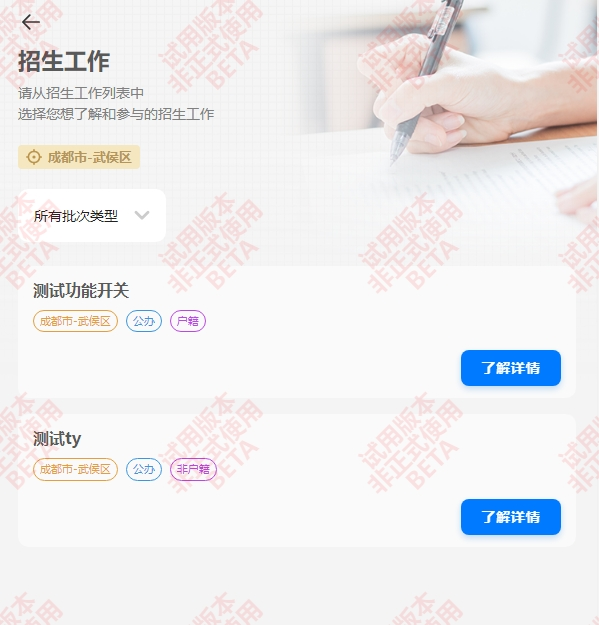 招生工作
请从招生工作列表中
选择您想了解和参与的招生工作
成都市-武侯区
所有批次类型
测试功能开关
成都市-武侯区 公办 户籍
了解详情
测试ty
成都市-武侯区 公办 非户籍
了解详情
试用版本
非正式使用
BETA